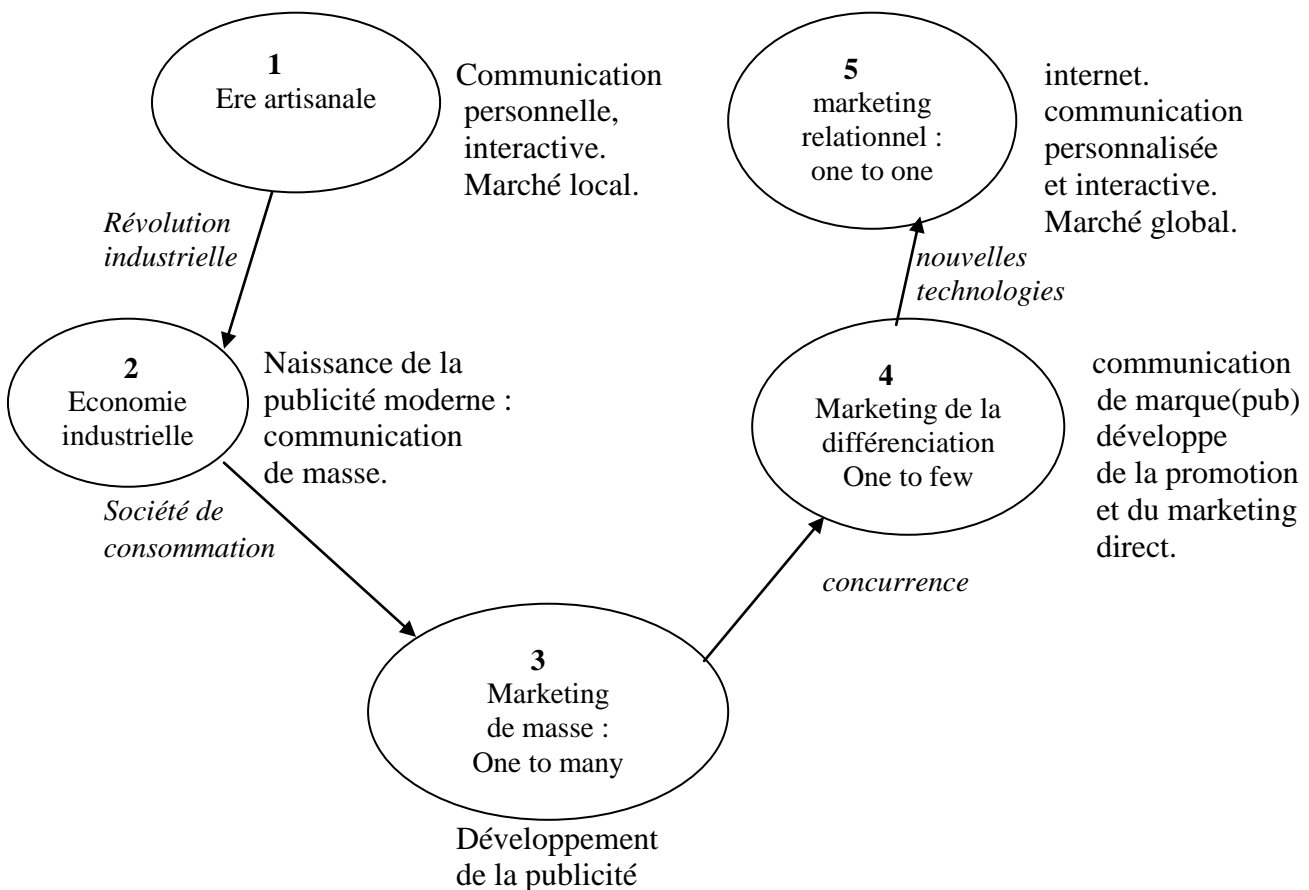 1
Ere artisanale
Communication
personnelle,
interactive.
Marché local.
Révolution
industrielle
2
Economie
industrielle
Naissance de la
publicité moderne :
communication
de masse.
Société de
consommation
3
Marketing
de masse :
One to many
Développement
de la publicité
concurrence
4
Marketing de la
différenciation
One to few
communication
de marque(pub)
développe
de la promotion
et du marketing
direct.
nouvelles
technologies
5
marketing
relationnel :
one to one
internet.
communication
personnalisée
et interactive.
Marché global.